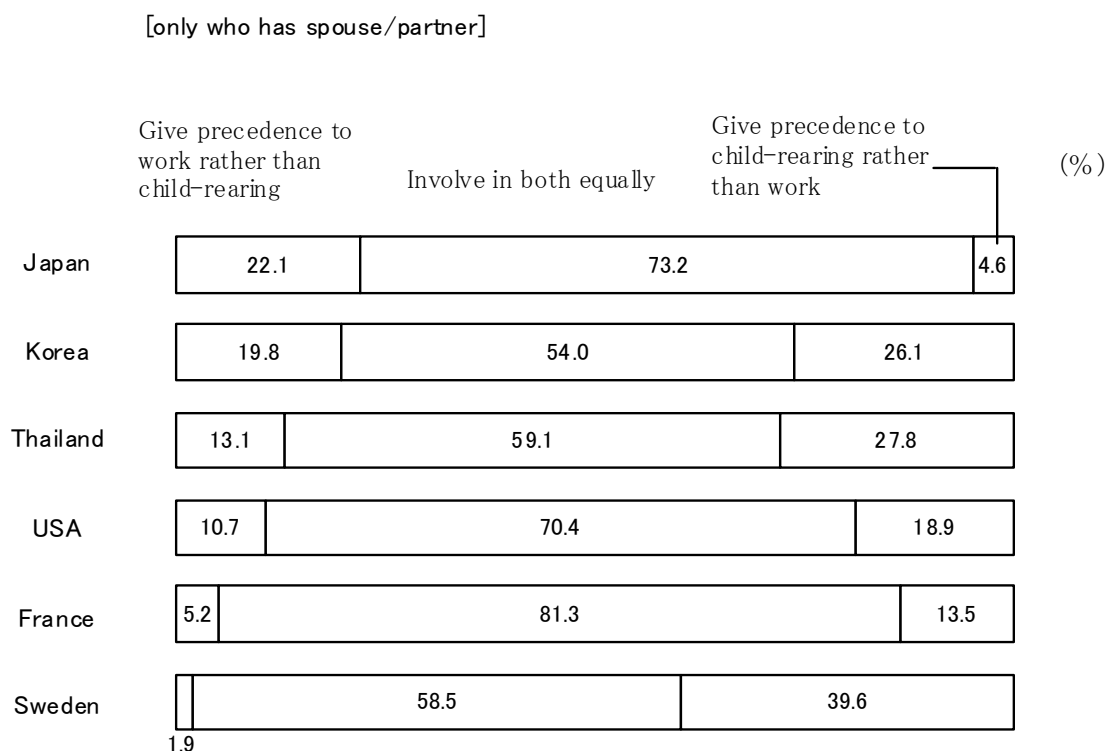 [only who has spouse/partner]
Give precedence to
work rather than
child-rearing
Involve in both equally
Give precedence to
child-rearing rather
than work
(%)
Japan 22.1 73.2 4.6
Korea 19.8 54.0 26.1
Thailand 13.1 59.1 27.8
USA 10.7 70.4 18.9
France 5.2 81.3 13.5
Sweden 58.5 39.6
1.9